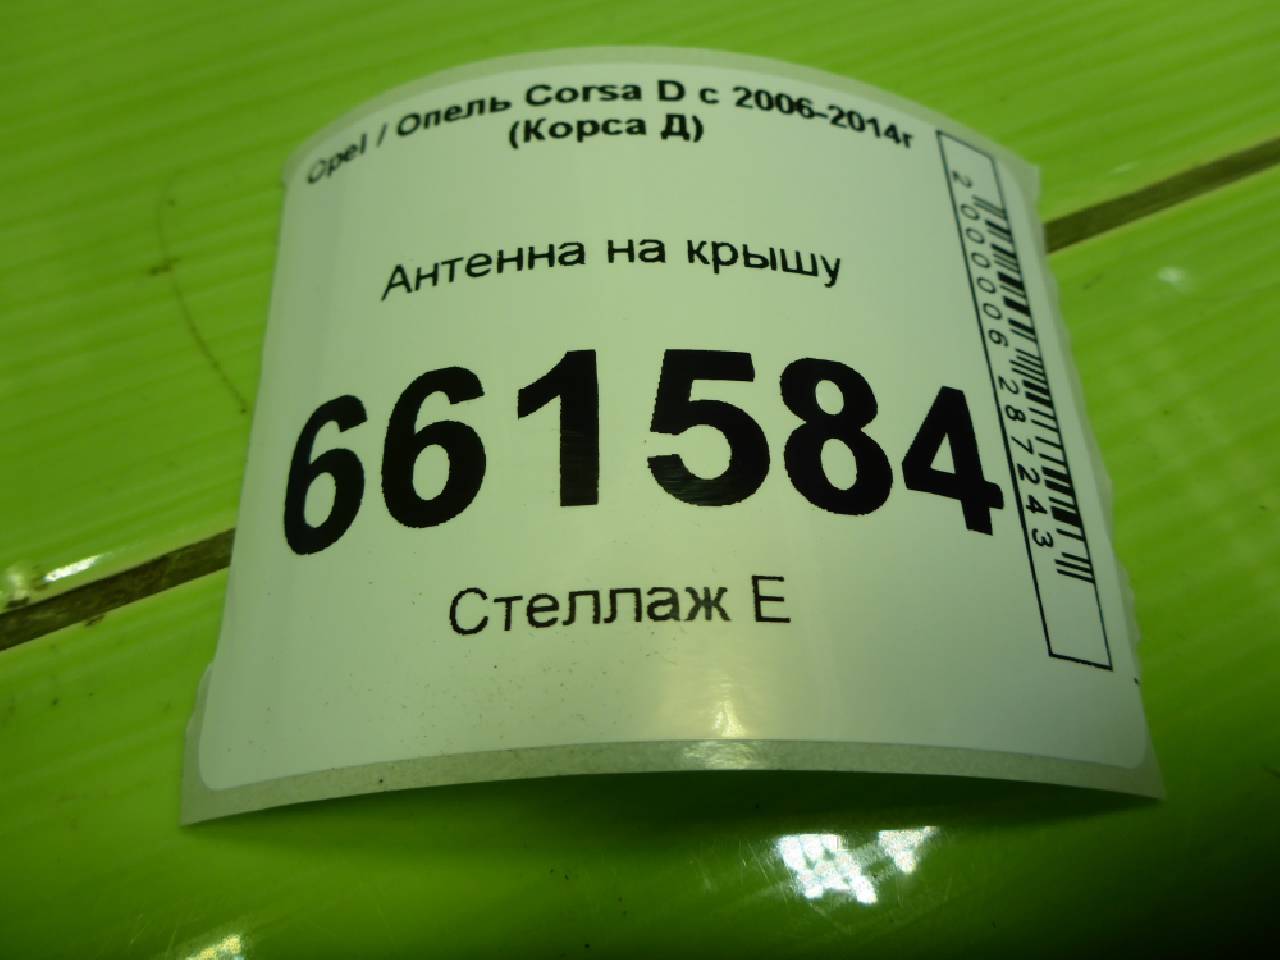 Opel / Опель Corsa D с 2006-2014г
(Корса Д)
Антенна на крышу
661584
Стеллаж E
2000006287243